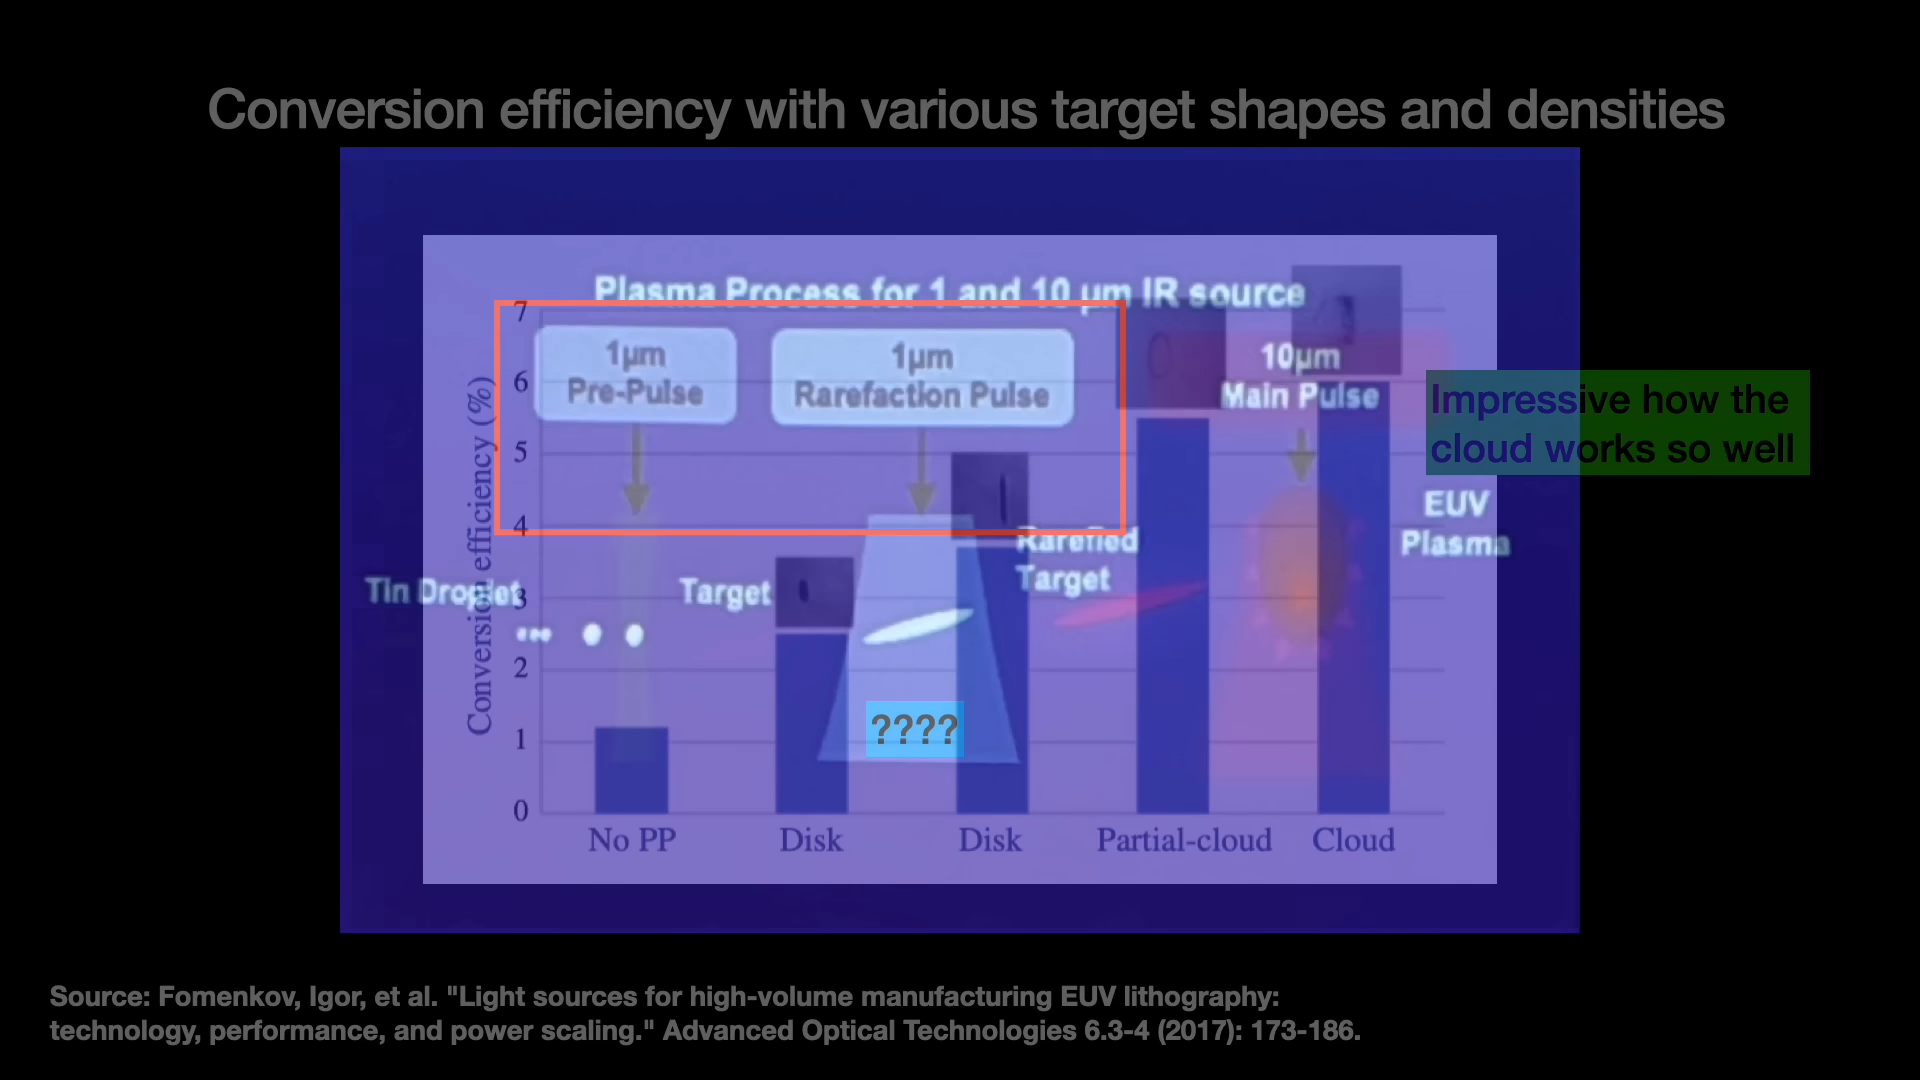 Conversion efficiency with various target shapes and densities
Plasma Process for 1 and 10 µm IR source
1µm
Pre-Pulse
1µm
Rarefaction Pulse
10µm
Main Pulse
Impressive how the
cloud works so well
EUV
Plasma
Rarefied
Target
Tin Droplet
Target
????
Conversion efficiency (%)
7
6
5
4
3
2
1
0
No PP
Disk
Disk
Partial-cloud
Cloud
Source: Fomenkov, Igor, et al. "Light sources for high-volume manufacturing EUV lithography:
technology, performance, and power scaling." Advanced Optical Technologies 6.3-4 (2017): 173-186.